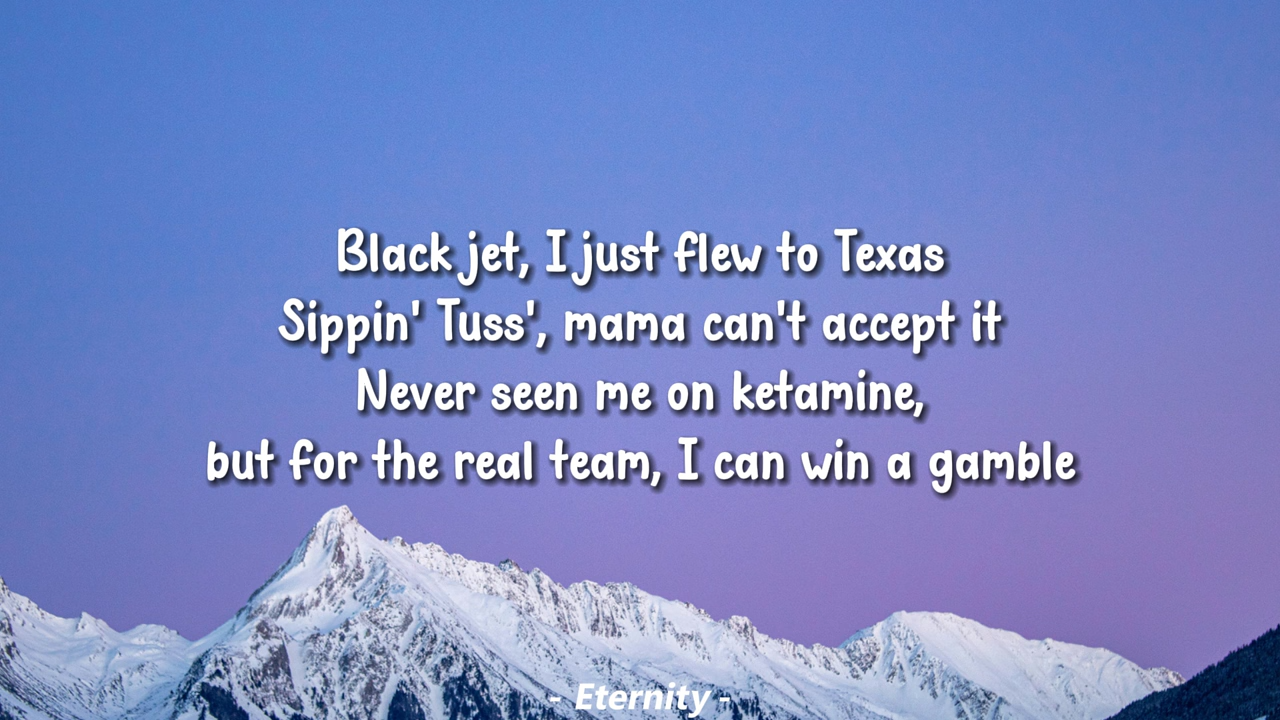 Black jet, I just flew to Texas
Sippin' Tuss', mama can't accept it
Never seen me on ketamine,
but for the real team, I can win a gamble
- Eternity -